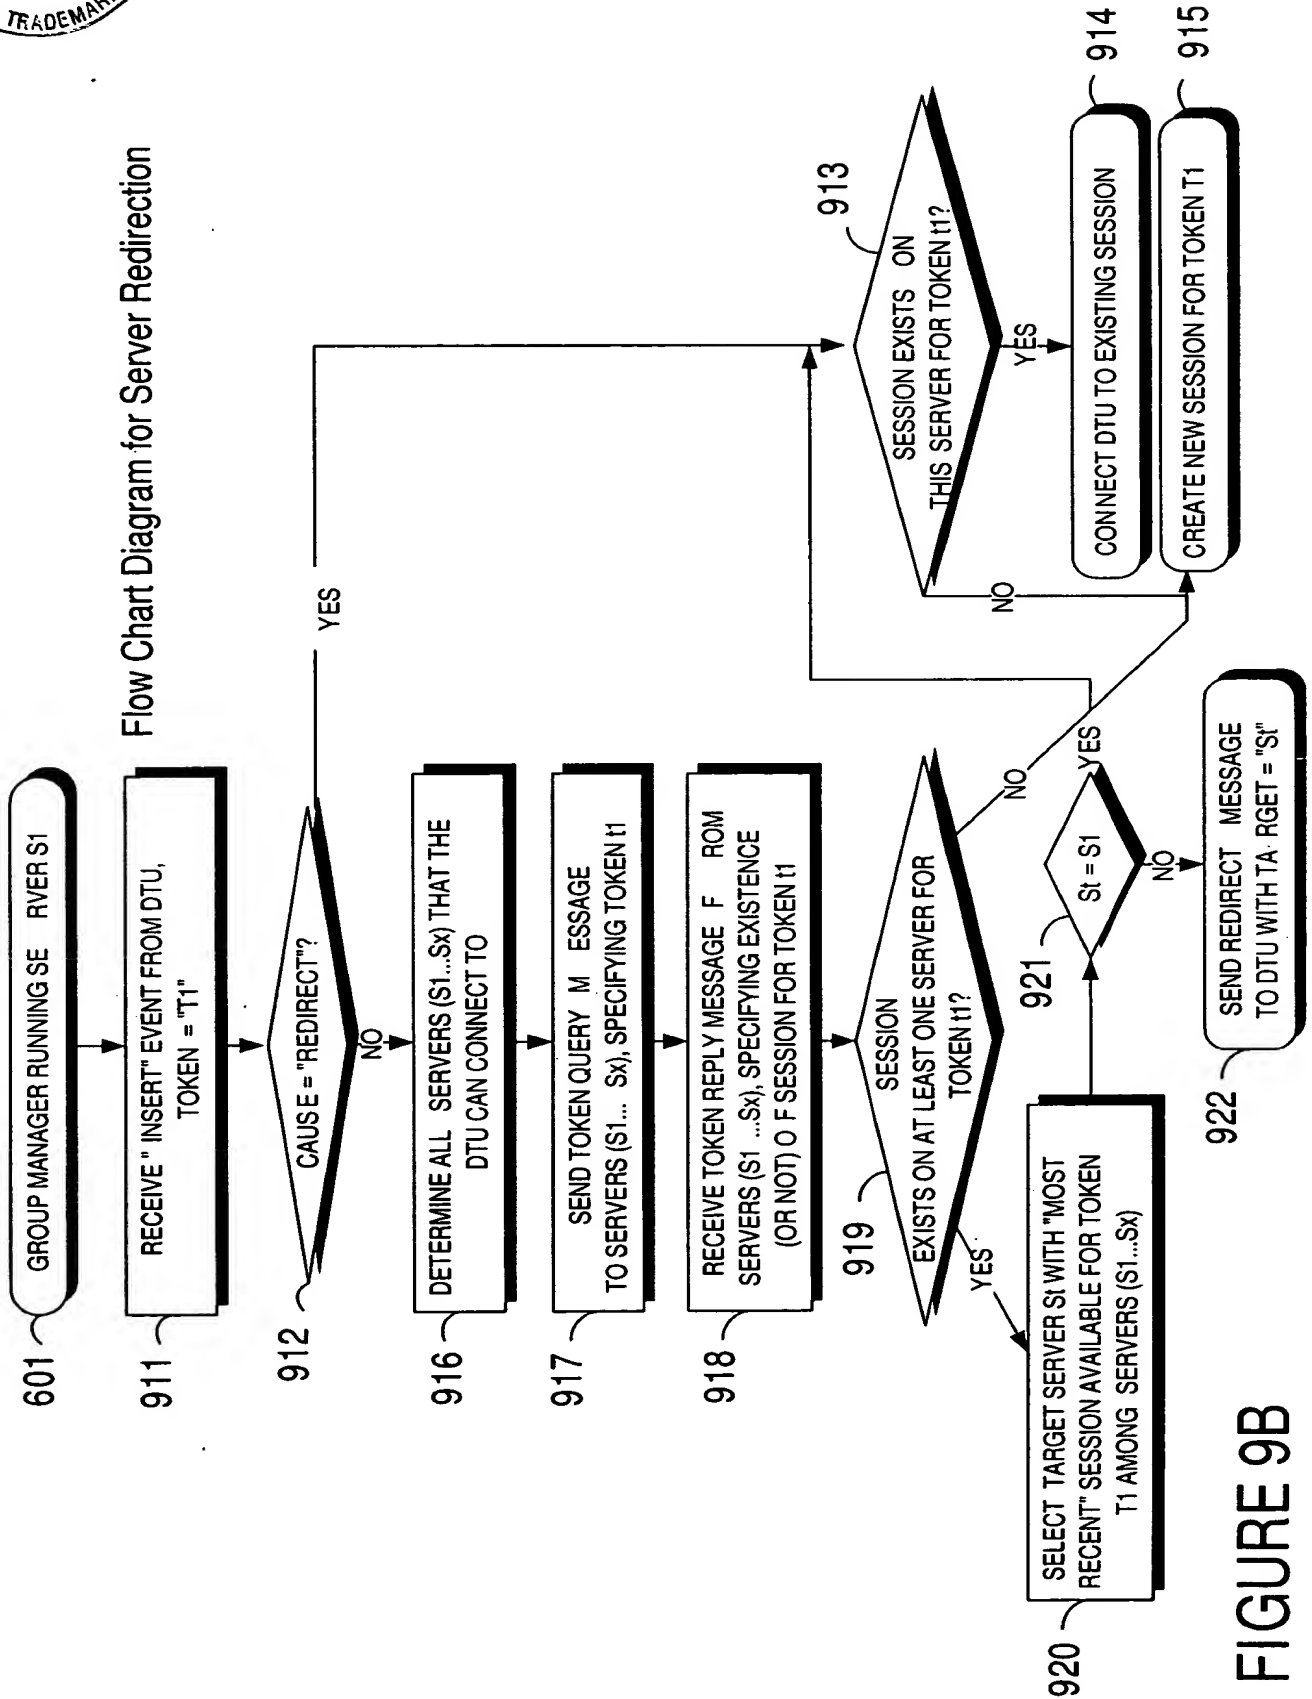 TRADEMAR
Flow Chart Diagram for Server Redirection
601
GROUP MANAGER RUNNING SE RVER S1
911
RECEIVE " INSERT" EVENT FROM DTU,
TOKEN = "T1"
912
CAUS E = "REDIRECT"?
YES
NO
916
DETERMINE ALL SERVERS (S1...Sx) THAT THE
DTU CAN CONNECT TO
917
SEND TOKEN QUERY M ESSAGE
TO SERVERS (S1... Sx), SPECIFYING TOKEN t1
918
RECEIVE TOKEN REPLY MESSAGE F ROM
SERVERS (S1 ...Sx), SPECIFYING EXISTENCE
(OR NOT) O F SESSION FOR TOKEN t1
919
SESSION
EXISTS ON AT LEAST ONE SERVER FOR
TOKEN t1?
YES
NO
920
SELECT TARGET SERVER St WITH "MOST
RECENT" SESSION AVAILABLE FOR TOKEN
T1 AMONG SERVERS (S1...Sx)
921
St = S1
YES
NO
922
SEND REDIRECT MESSAGE
TO DTU WITH TA RGET = "St"
913
SESSION EXISTS ON
THIS SERVER FOR TOKEN t1?
YES
NO
914
CONNECT DTU TO EXISTING SESSION
915
CREATE NEW SESSION FOR TOKEN T1
FIGURE 9B